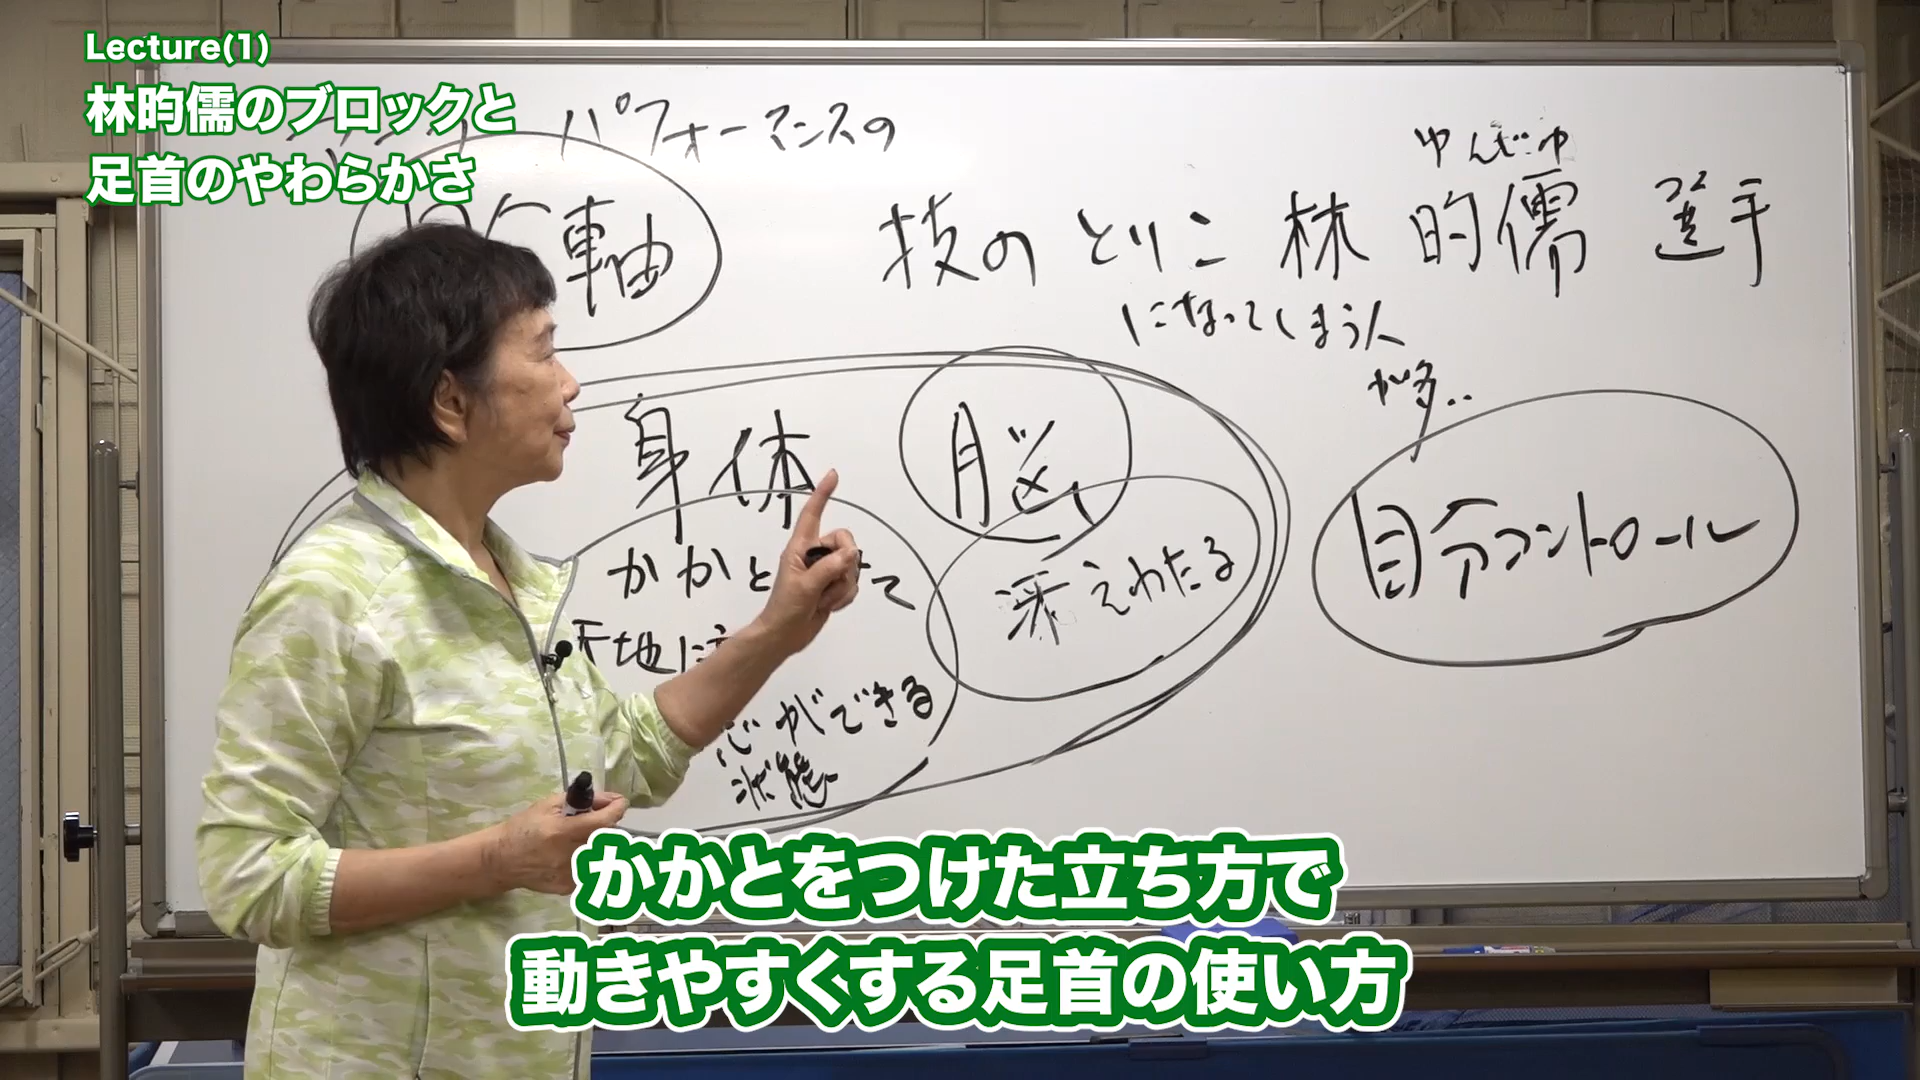 Lecture(1)
林昀儒のブロックと
足首のやわらかさ
パフォーマンスの
軸
ゆんじゅ
技のとりこ 林 昀儒 選手
になってしまう人
が多..
身体
脳
かかと て
天地に
冴えわたる
自分コントロール
ができる
状態
かかとをつけた立ち方で
動きやすくする足首の使い方